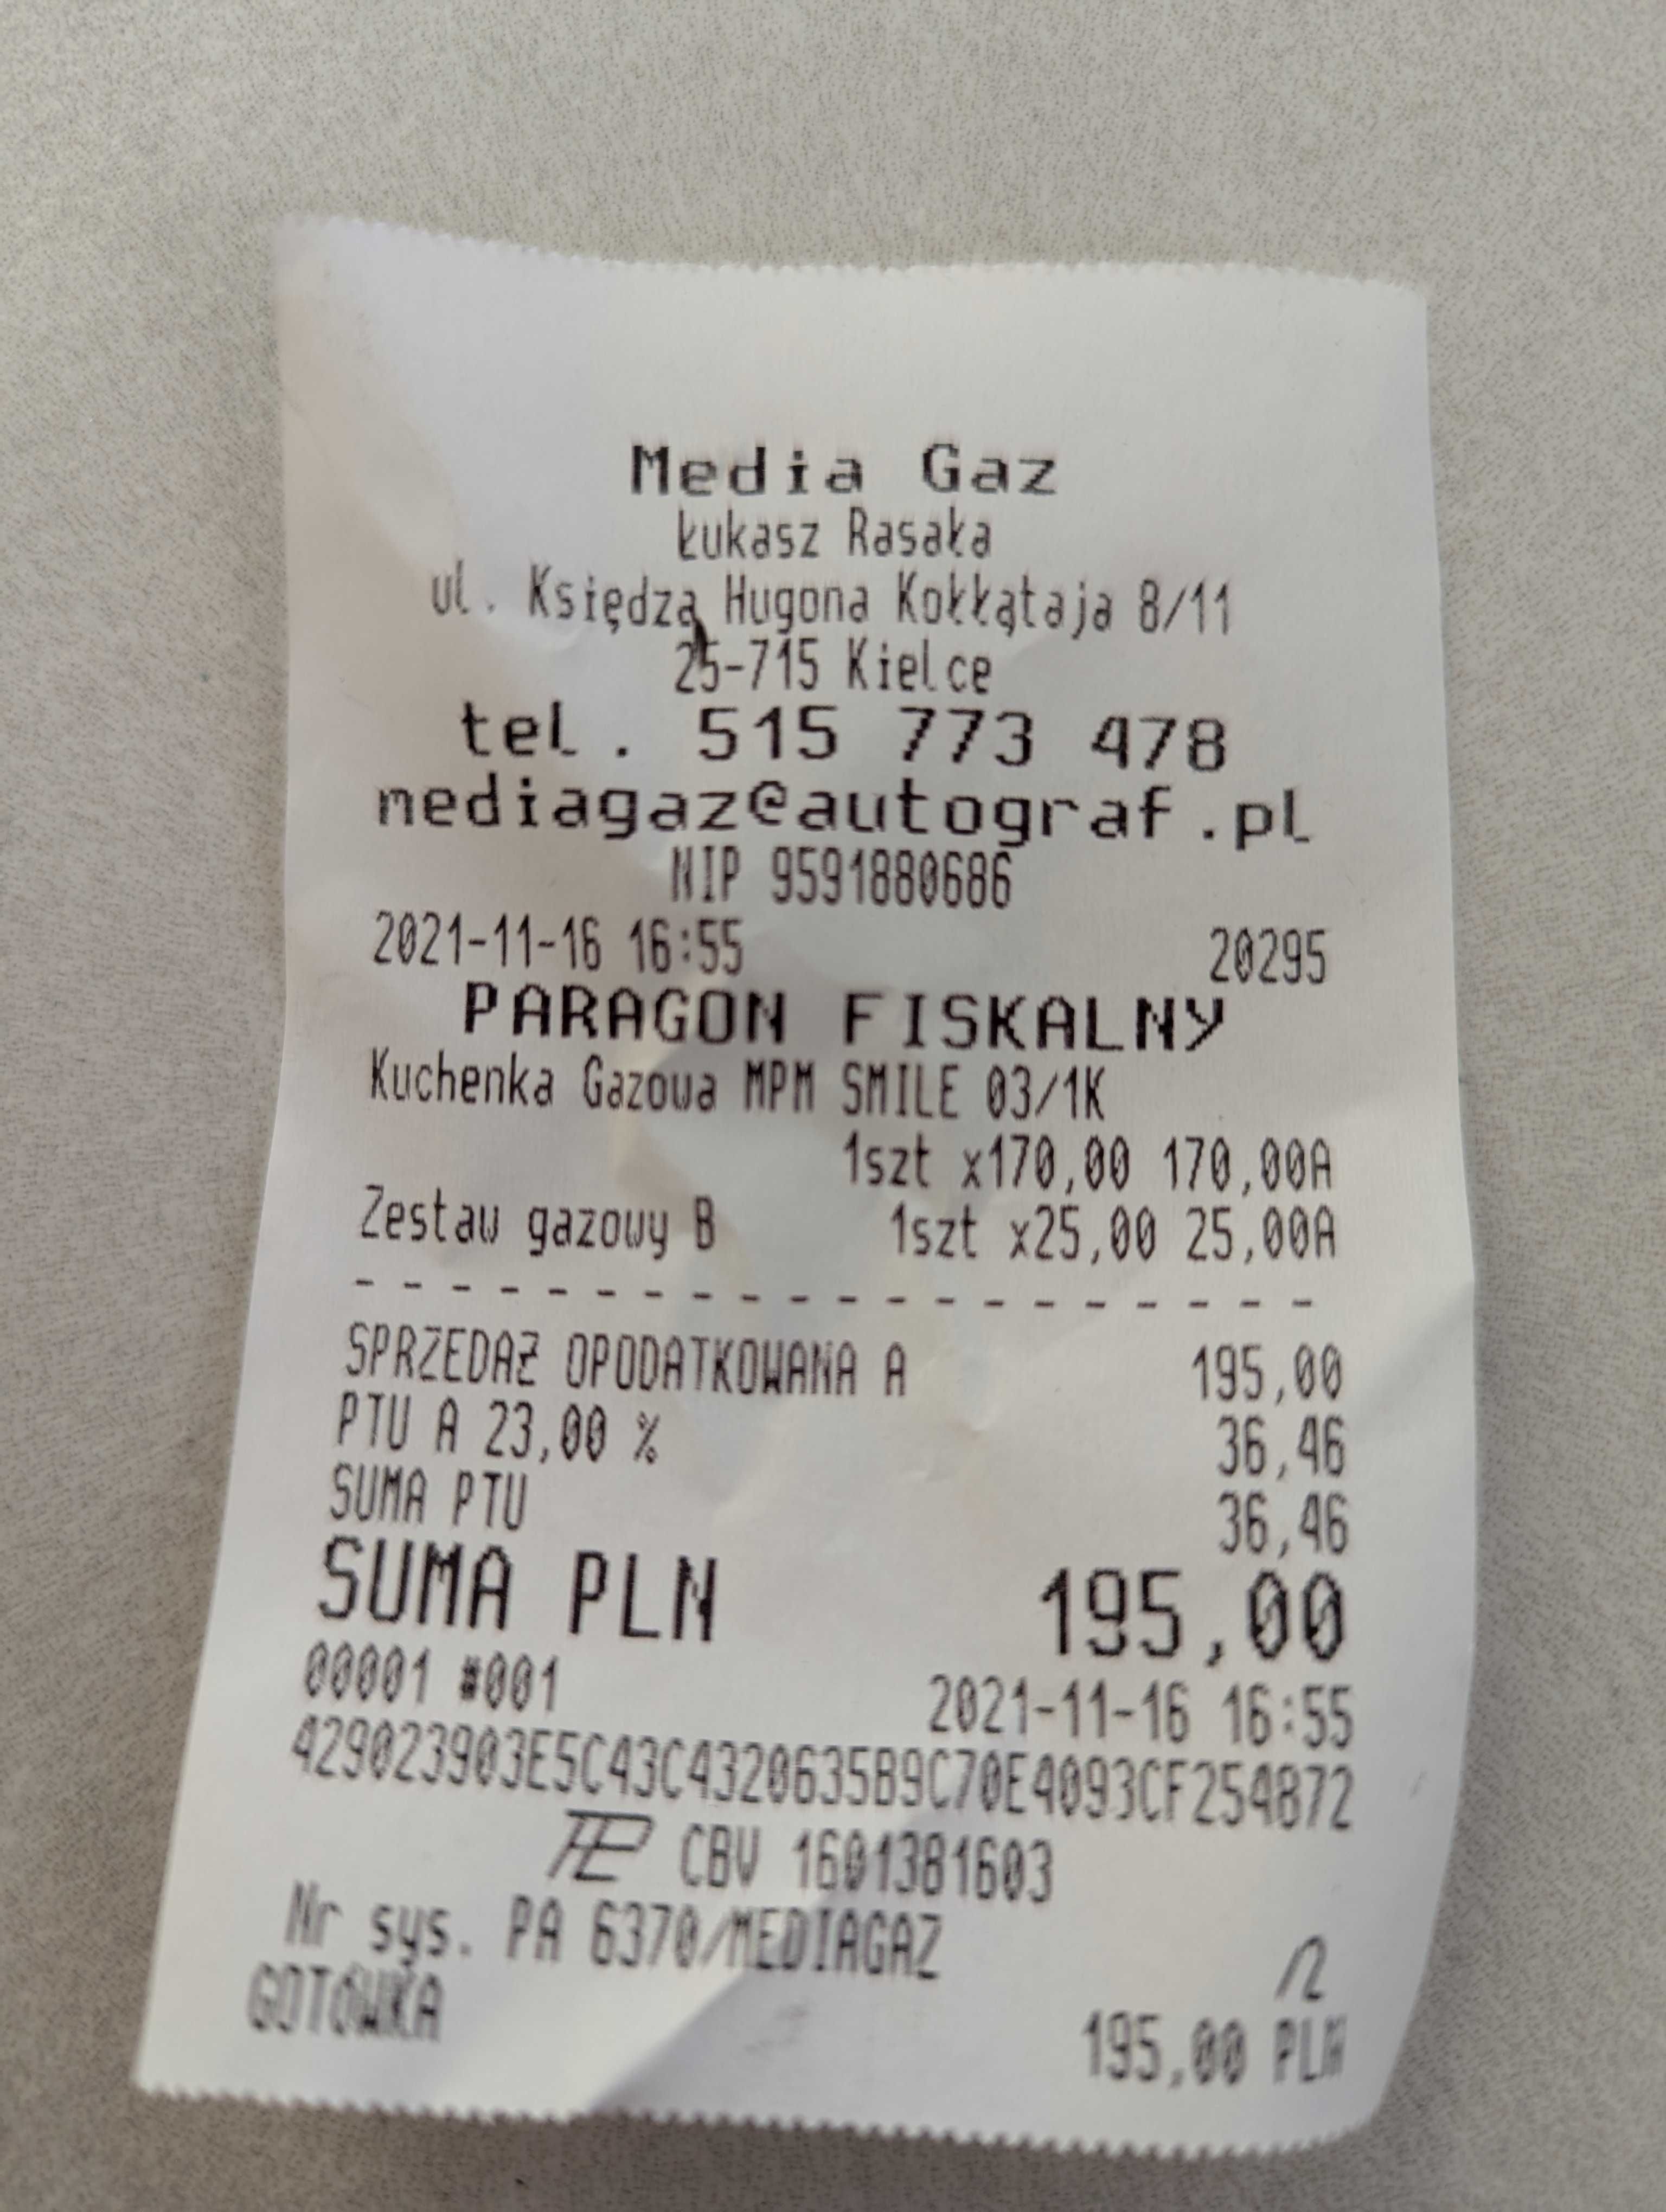 Media Gaz
Łukasz Rasała
ul. Księdza Hugona Kołłątaja 8/11
25-715 Kielce
tel. 515 773 478
mediagaz@autograf.pl
NIP 9591880686
2021-11-16 16:55 20295
PARAGON FISKALNY
Kuchenka Gazowa MPM SMILE 03/1K
1szt x170,00 170,00A
Zestaw gazowy B 1szt x25,00 25,00A
- - - - - - - - - - - - - - - - - - - - -
SPRZEDAŻ OPODATKOWANA A 195,00
PTU A 23,00 % 36,46
SUMA PTU 36,46
SUMA PLN 195,00
00001 #001 2021-11-16 16:55
429023903E5C43C4320635B9C70E4093CF254872
CBV 1601381603
Nr sys. PA 6370/MEDIAGAZ /2
GOTÓWKA 195,00 PLN